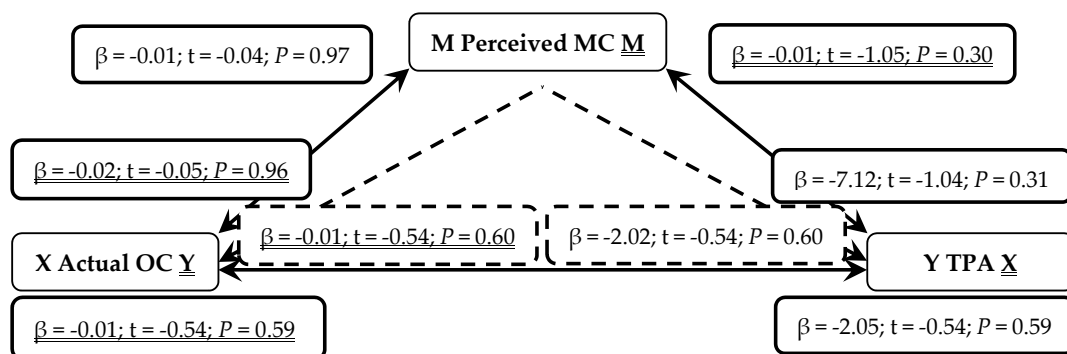 β = -0.01; t = -0.04; P = 0.97
M Perceived MC M
β = -0.01; t = -1.05; P = 0.30
β = -0.02; t = -0.05; P = 0.96
β = -7.12; t = -1.04; P = 0.31
β = -0.01; t = -0.54; P = 0.60
β = -2.02; t = -0.54; P = 0.60
X Actual OC Y
Y TPA X
β = -0.01; t = -0.54; P = 0.59
β = -2.05; t = -0.54; P = 0.59